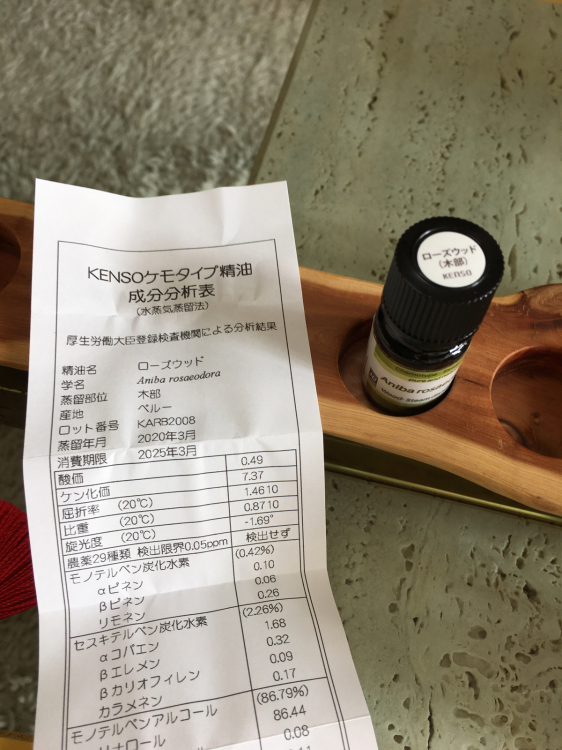 KENSOケモタイプ精油
成分分析表
(水蒸気蒸留法)
厚生労働大臣登録検査機関による分析結果
精油名 ローズウッド
学名 Aniba rosaeodora
蒸留部位 木部
産地 ペルー
ロット番号 KARB2008
蒸留年月 2020年3月
消費期限 2025年3月
酸価 0.49
ケン化価 7.37
屈折率 (20℃) 1.4610
比重 (20℃) 0.8710
旋光度 (20℃) -1.69°
農薬29種類 検出限界0.05ppm 検出せず
モノテルペン炭化水素 (0.42%)
αピネン 0.10
βピネン 0.06
リモネン 0.26
セスキテルペン炭化水素 (2.26%)
αコパエン 1.68
βエレメン 0.32
βカリオフィレン 0.09
カラメネン 0.17
モノテルペンアルコール (86.79%)
リナロール 86.44
0.08
ローズウッド
(木部)
KENSO
Aniba rosaeo